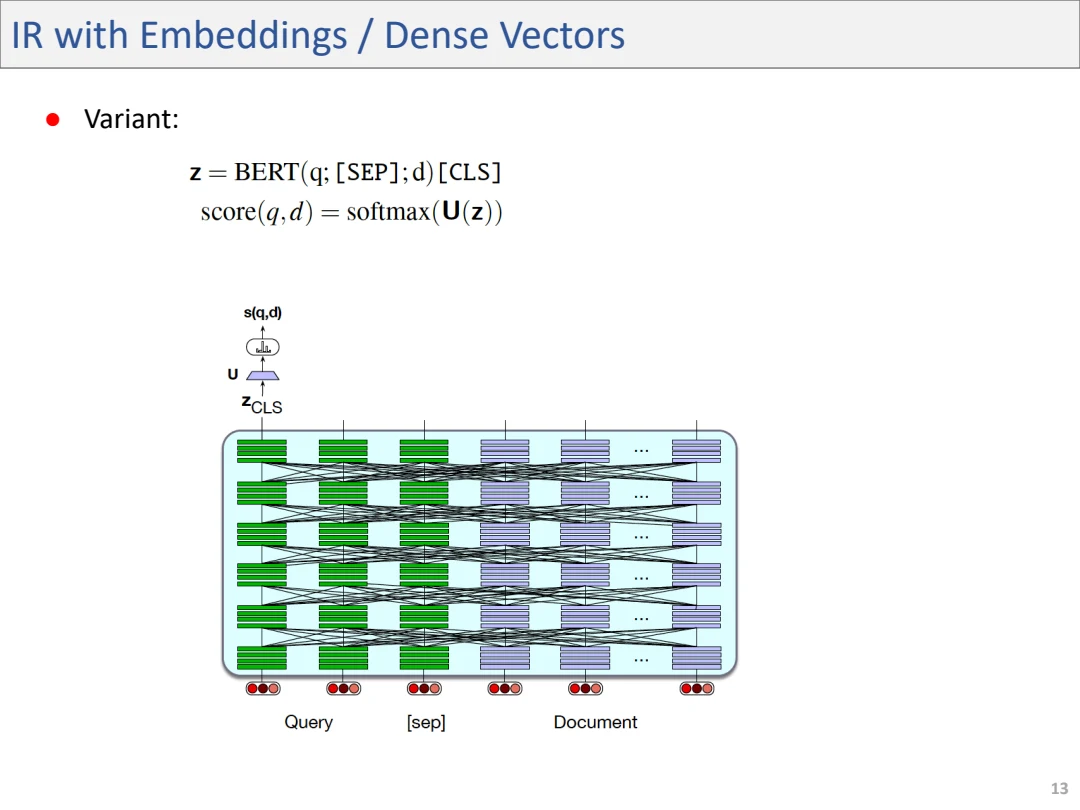 IR with Embeddings / Dense Vectors
● Variant:
z = BERT(q;[SEP];d)[CLS]
score(q,d) = softmax(U(z))
s(q,d)
U
zCLS
...
...
...
...
...
...
Query [sep] Document
13